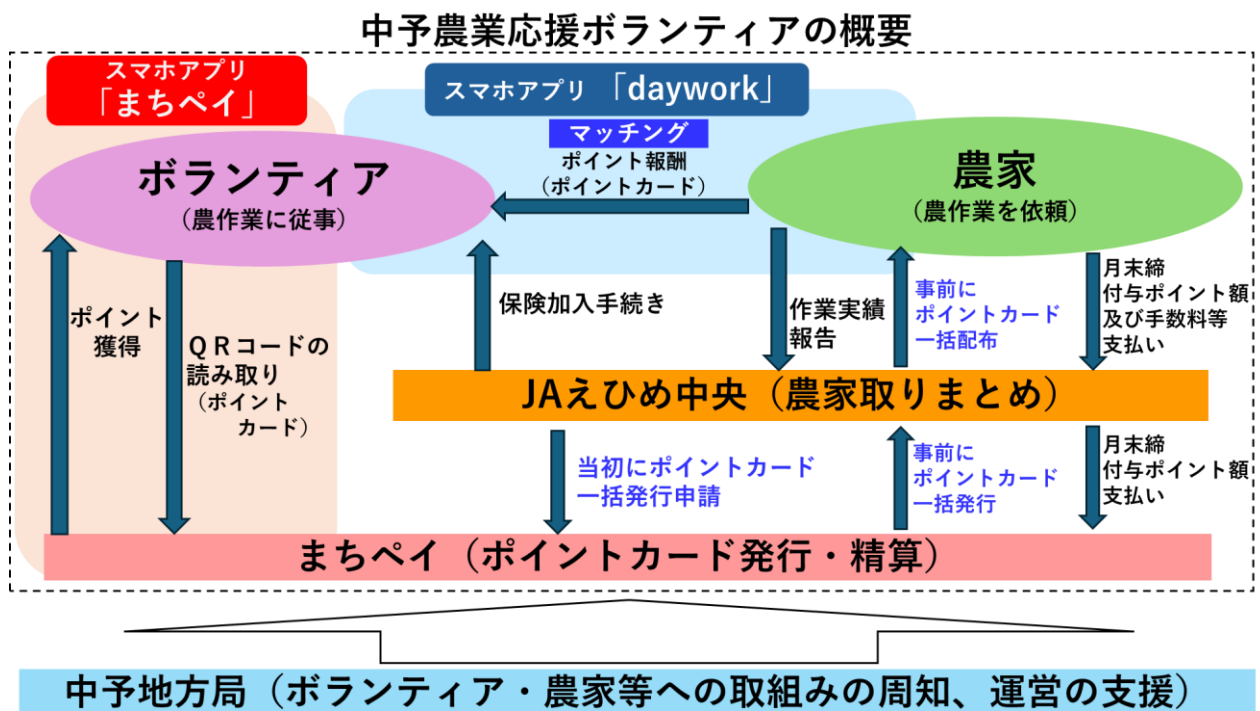 中予農業応援ボランティアの概要
スマホアプリ
「まちペイ」
スマホアプリ 「daywork」
マッチング
ポイント報酬
（ポイントカード）
ボランティア
（農作業に従事）
農家
（農作業を依頼）
ポイント
獲得
ＱＲコードの
読み取り
（ポイント
カード）
保険加入手続き
作業実績
報告
事前に
ポイントカード
一括配布
月末締
付与ポイント額
及び手数料等
支払い
JAえひめ中央（農家取りまとめ）
当初にポイントカード
一括発行申請
事前に
ポイントカード
一括発行
月末締
付与ポイント額
支払い
まちペイ（ポイントカード発行・精算）
中予地方局（ボランティア・農家等への取組みの周知、運営の支援）